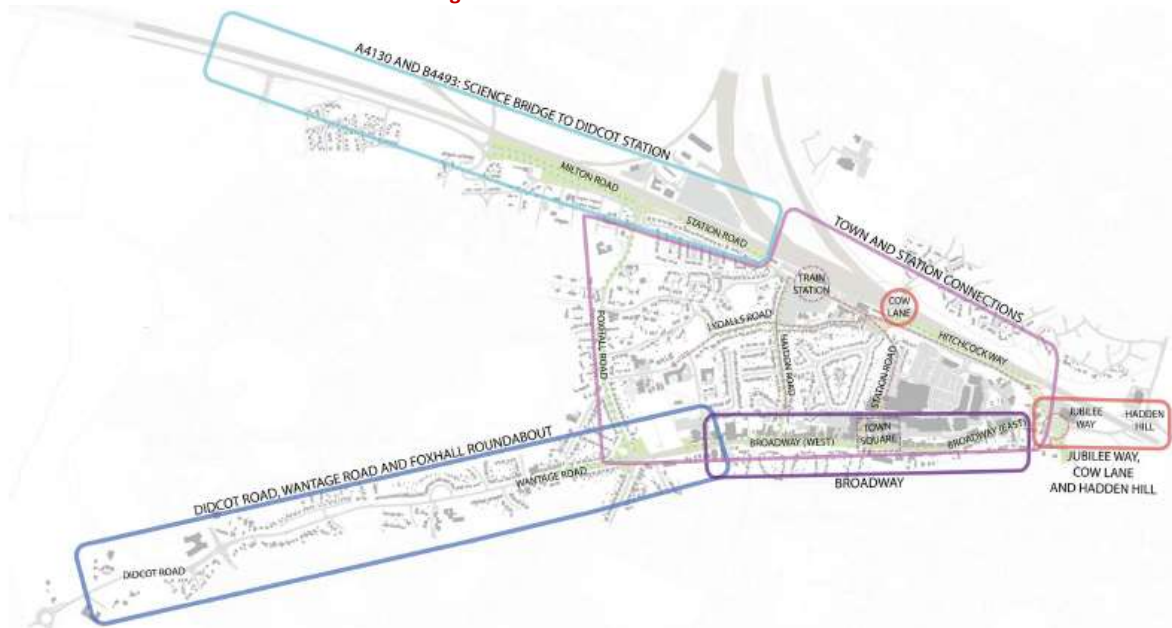 A4130 AND B4493: SCIENCE BRIDGE TO DIDCOT STATION
MILTON ROAD
STATION ROAD
TOWN AND STATION CONNECTIONS
TRAIN
STATION
COW
LANE
LYDALLS ROAD
HITCHCOCK WAY
FOXHALL ROAD
HAYDON ROAD
STATION ROAD
JUBILEE
WAY
HADDEN
HILL
BROADWAY (WEST)
TOWN
SQUARE
BROADWAY (EAST)
DIDCOT ROAD, WANTAGE ROAD AND FOXHALL ROUNDABOUT
WANTAGE ROAD
BROADWAY
JUBILEE WAY,
COW LANE
AND HADDEN HILL
DIDCOT ROAD